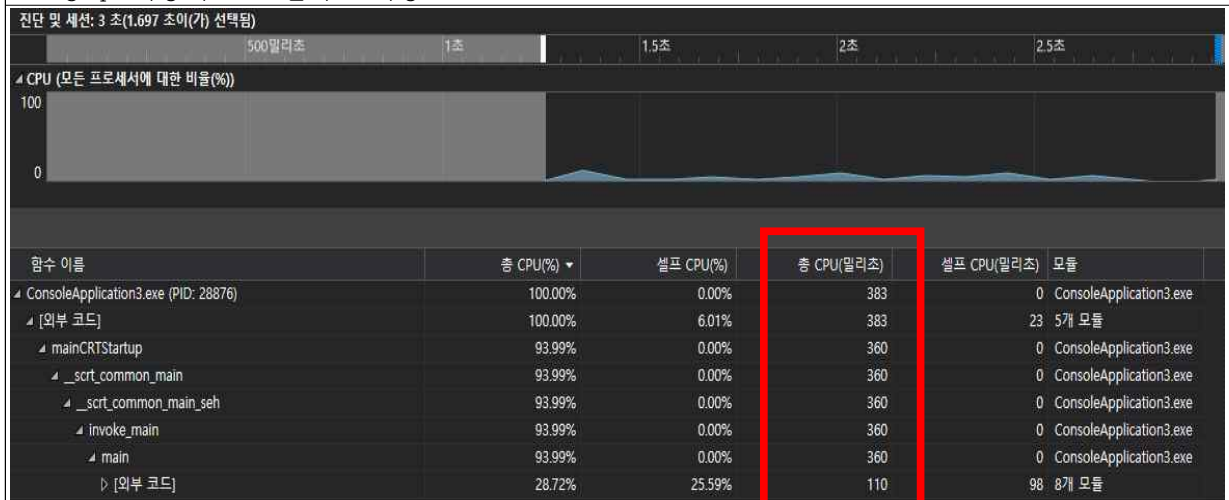 진단 및 세션: 3 초(1.697 초이(가) 선택됨)
500밀리초 1초 1.5초 2초 2.5초
CPU (모든 프로세서에 대한 비율(%))
100
0
함수 이름 총 CPU(%) 셀프 CPU(%) 총 CPU(밀리초) 셀프 CPU(밀리초) 모듈
ConsoleApplication3.exe (PID: 28876) 100.00% 0.00% 383 0 ConsoleApplication3.exe
[외부 코드] 100.00% 6.01% 383 23 5개 모듈
mainCRTStartup 93.99% 0.00% 360 0 ConsoleApplication3.exe
__scrt_common_main 93.99% 0.00% 360 0 ConsoleApplication3.exe
__scrt_common_main_seh 93.99% 0.00% 360 0 ConsoleApplication3.exe
invoke_main 93.99% 0.00% 360 0 ConsoleApplication3.exe
main 93.99% 0.00% 360 0 ConsoleApplication3.exe
[외부 코드] 28.72% 25.59% 110 98 8개 모듈